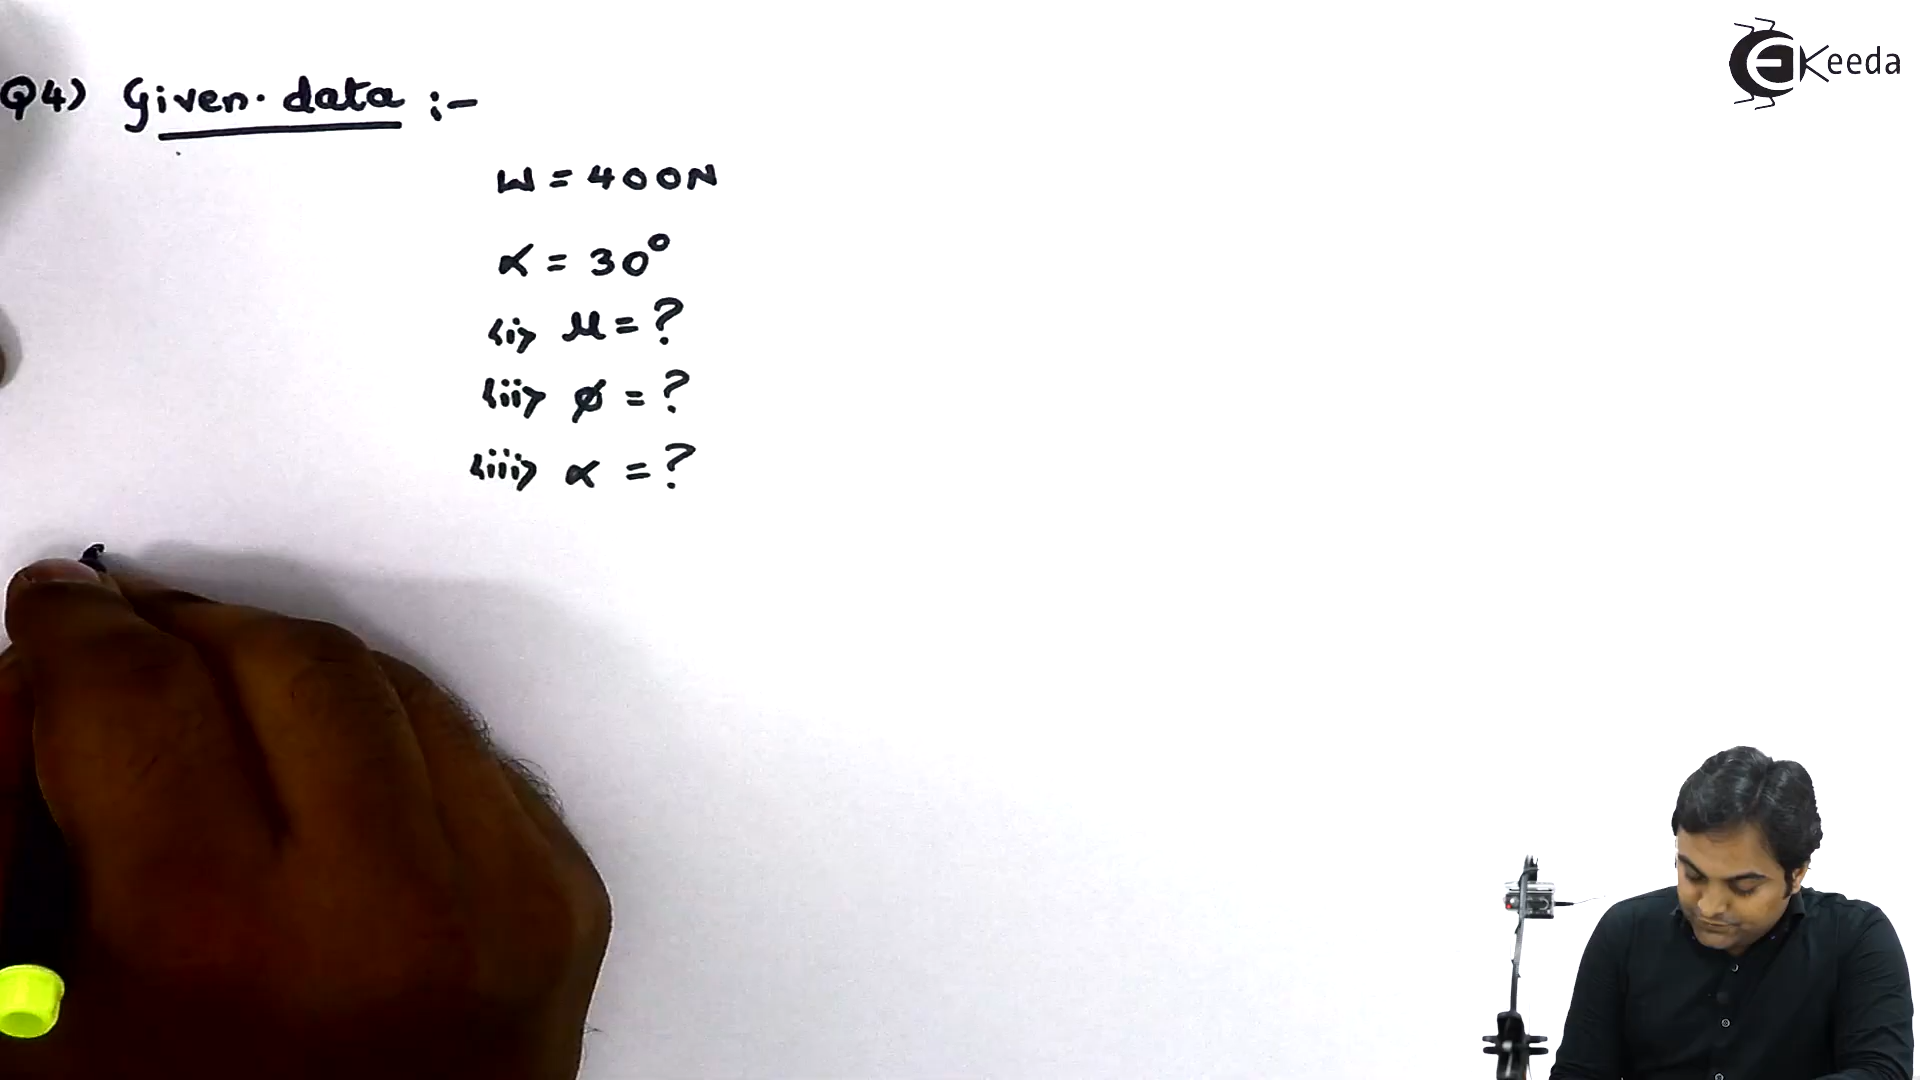 Q4) Given data :-
W = 400N
α = 30°
<i> μ = ?
<ii> φ = ?
<iii> α = ?
EKeeda